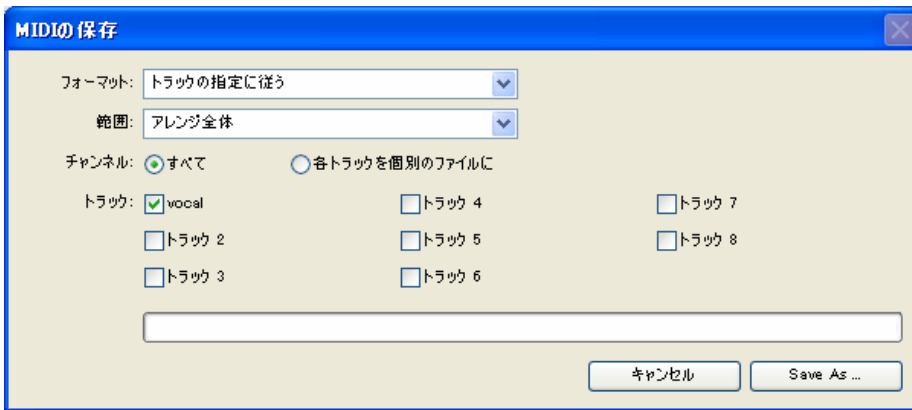 MIDIの保存
フォーマット: トラックの指定に従う
範囲: アレンジ全体
チャンネル: すべて 各トラックを個別のファイルに
トラック: vocal トラック 4 トラック 7
トラック 2 トラック 5 トラック 8
トラック 3 トラック 6
キャンセル Save As ...